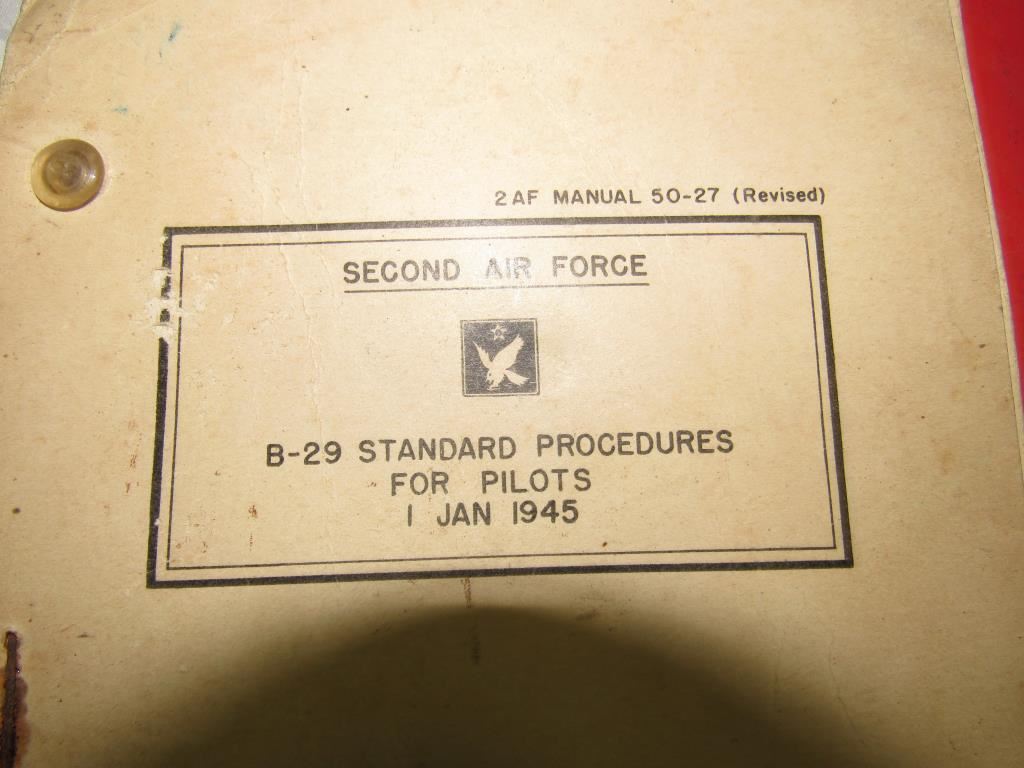 2AF MANUAL 50-27 (Revised)
SECOND AIR FORCE
B-29 STANDARD PROCEDURES
FOR PILOTS
1 JAN 1945